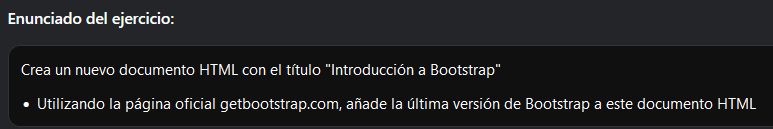 Enunciado del ejercicio:
Crea un nuevo documento HTML con el título "Introducción a Bootstrap"
• Utilizando la página oficial getbootstrap.com, añade la última versión de Bootstrap a este documento HTML